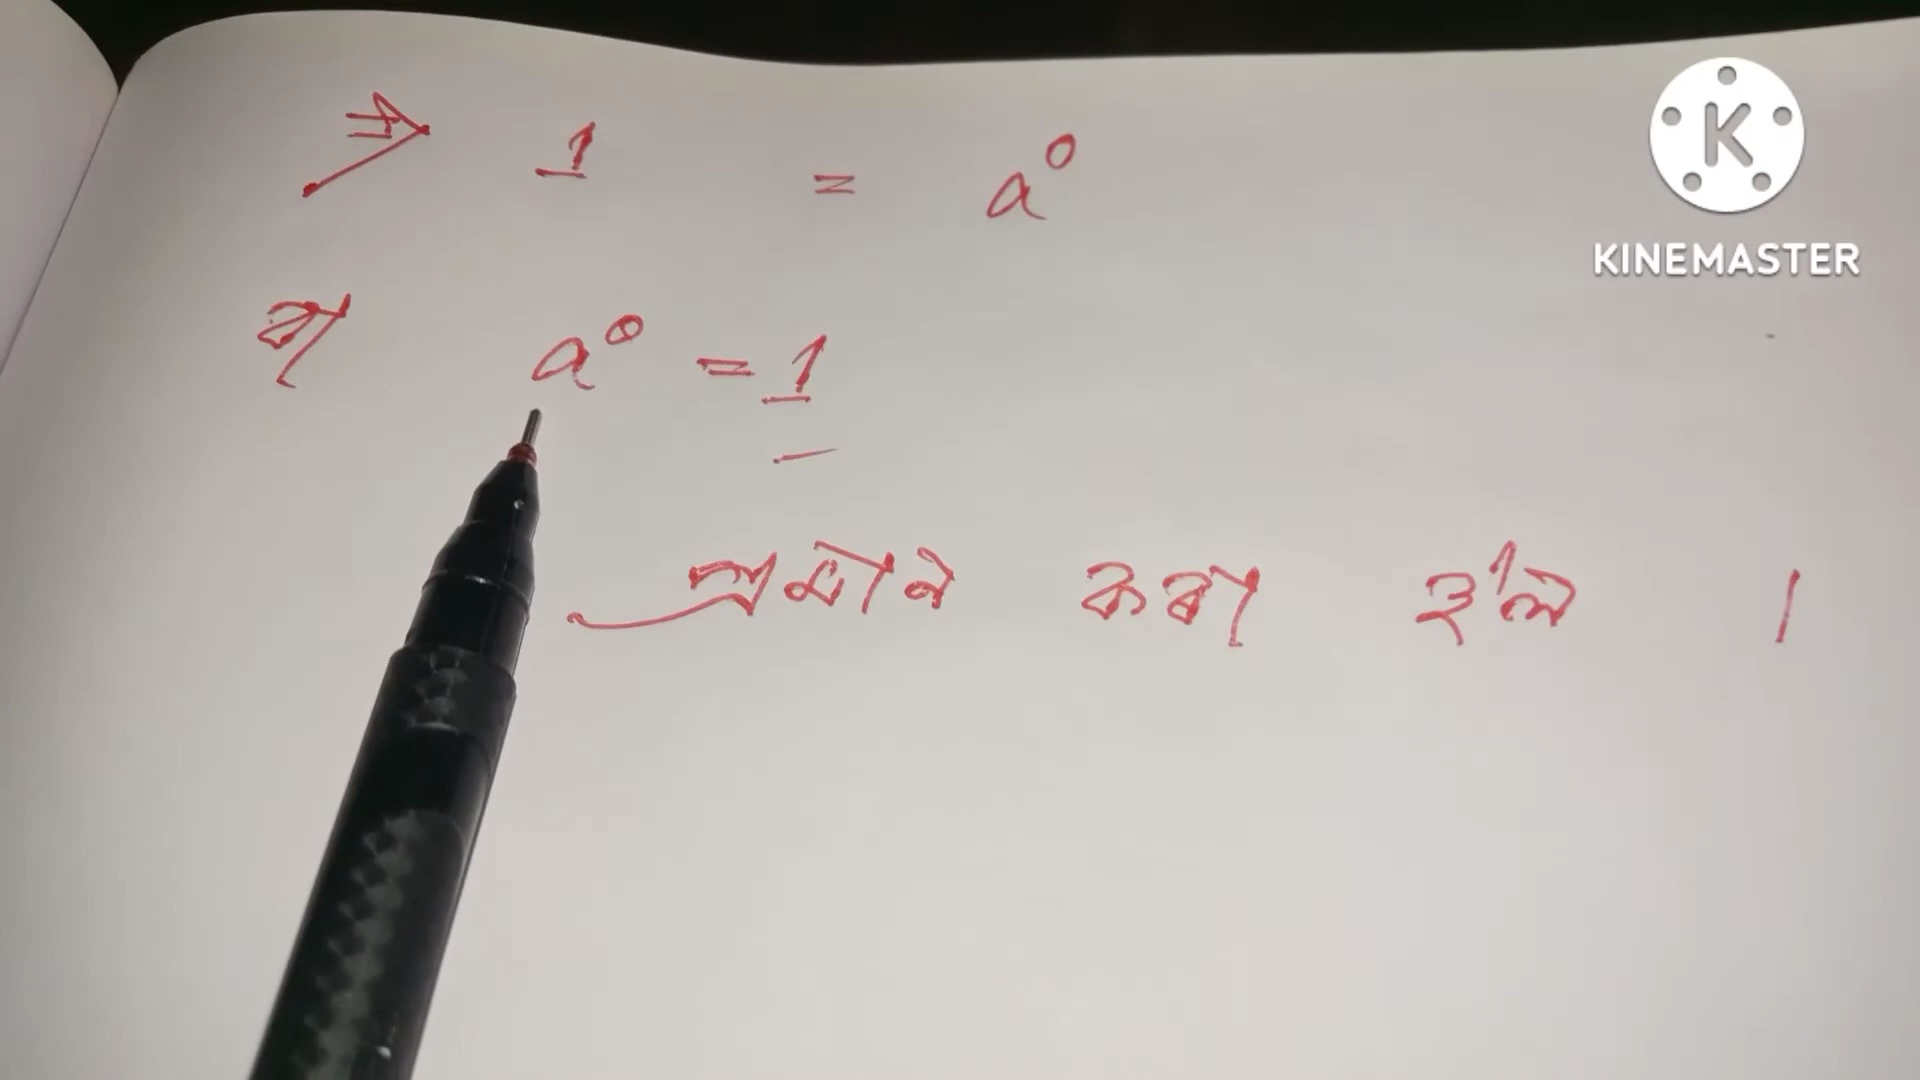 ⇒ 1 = a⁰
বা a⁰ = 1
প্ৰমান কৰা হ'ল ।
K
KINEMASTER